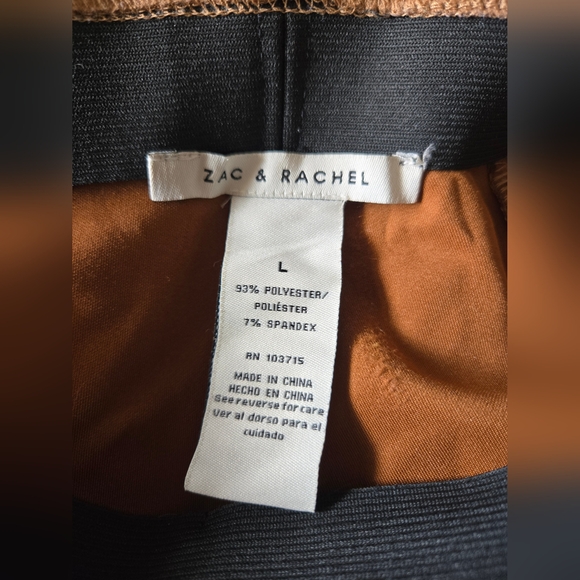 ZAC & RACHEL
L
93% POLYESTER/
POLIÉSTER
7% SPANDEX
RN 103715
MADE IN CHINA
HECHO EN CHINA
See reverse for care
Ver al dorso para el
cuidado